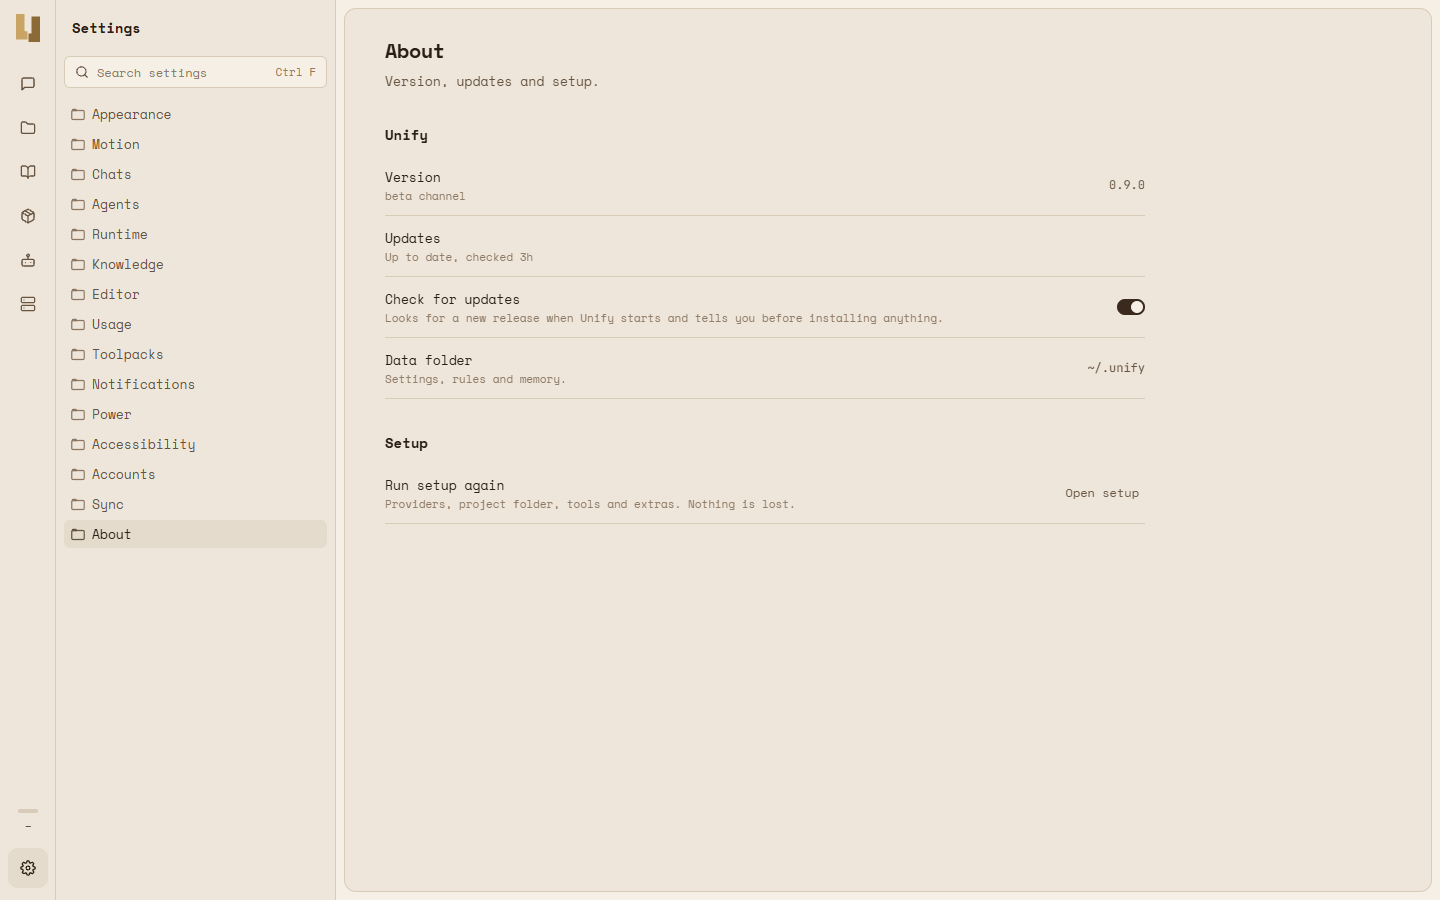 Settings
Search settings
Ctrl F
Appearance
Motion
Chats
Agents
Runtime
Knowledge
Editor
Usage
Toolpacks
Notifications
Power
Accessibility
Accounts
Sync
About
–
About
Version, updates and setup.
Unify
Version
beta channel
0.9.0
Updates
Up to date, checked 3h
Check for updates
Looks for a new release when Unify starts and tells you before installing anything.
Data folder
Settings, rules and memory.
~/.unify
Setup
Run setup again
Providers, project folder, tools and extras. Nothing is lost.
Open setup